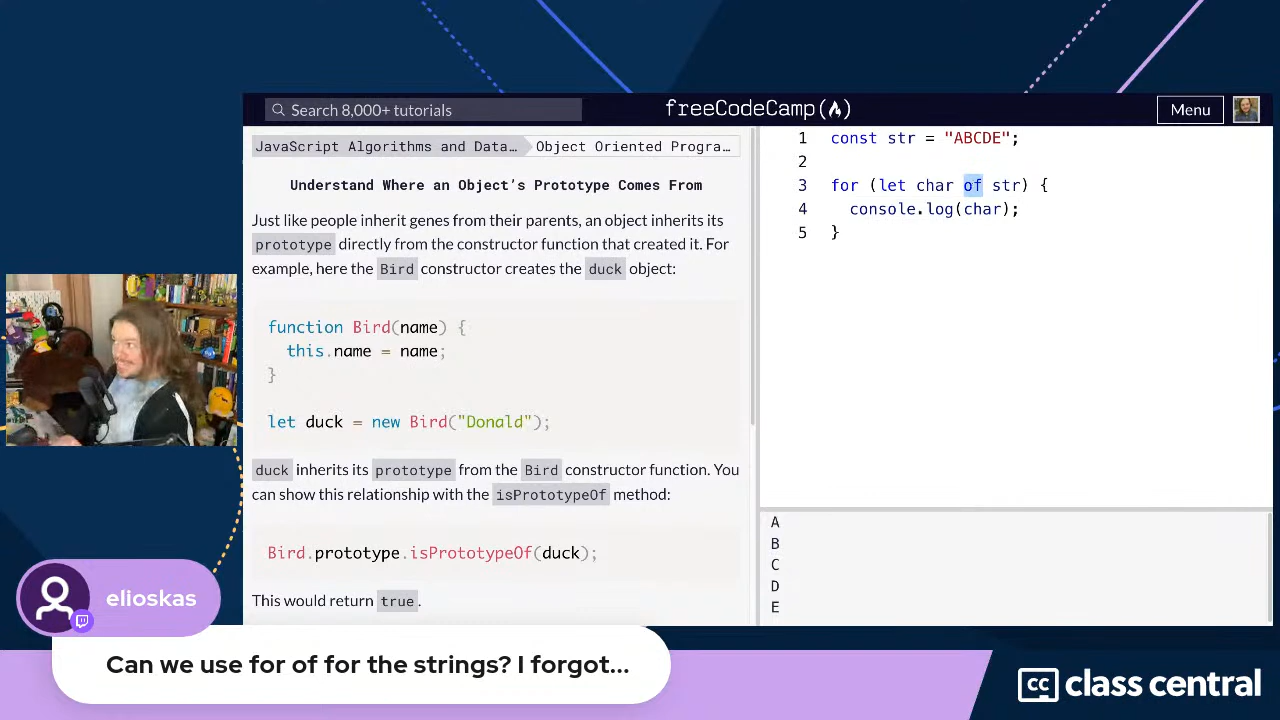 Search 8,000+ tutorials
freeCodeCamp
Menu
JavaScript Algorithms and Data…
Object Oriented Progra…
Understand Where an Object's Prototype Comes From
Just like people inherit genes from their parents, an object inherits its
prototype directly from the constructor function that created it. For
example, here the Bird constructor creates the duck object:
function Bird(name) {
this.name = name;
}
let duck = new Bird("Donald");
duck inherits its prototype from the Bird constructor function. You
can show this relationship with the isPrototypeOf method:
Bird.prototype.isPrototypeOf(duck);
This would return true.
1 const str = "ABCDE";
2
3 for (let char of str) {
4 console.log(char);
5 }
A
B
C
D
E
elioskas
Can we use for of for the strings? I forgot...
cc class central